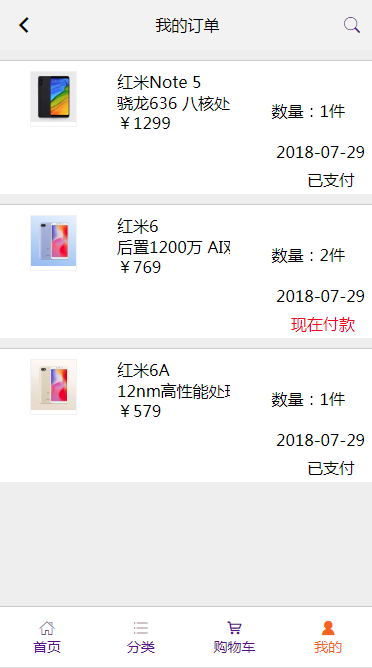 我的订单
红米Note 5
骁龙636 八核处
￥1299
数量：1件
2018-07-29
已支付
红米6
后置1200万 AI
￥769
数量：2件
2018-07-29
现在付款
红米6A
12nm高性能处理
￥579
数量：1件
2018-07-29
已支付
首页
分类
购物车
我的